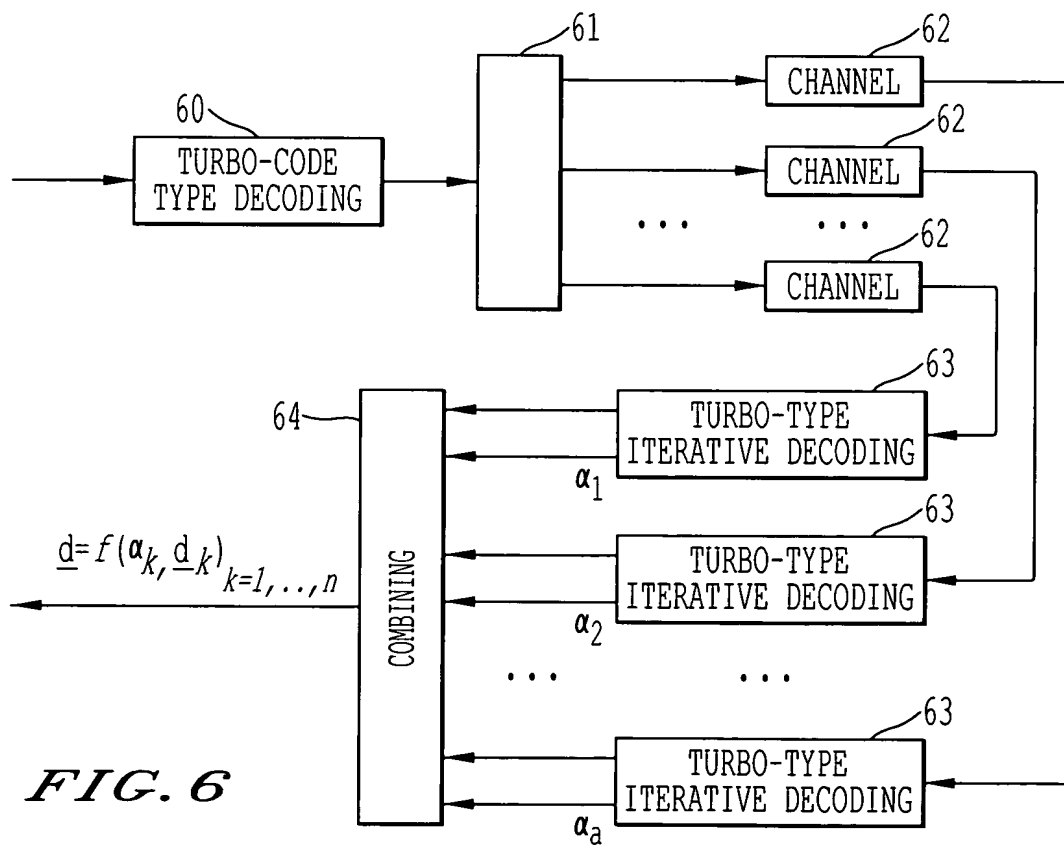 61
62
CHANNEL
60
TURBO-CODE
TYPE DECODING
62
CHANNEL
... ...
62
CHANNEL
63
TURBO-TYPE
ITERATIVE DECODING
64
α1
63
TURBO-TYPE
ITERATIVE DECODING
d=f(αk,dk)k=1,..,n
COMBINING
α2
... ...
63
TURBO-TYPE
ITERATIVE DECODING
αa
FIG. 6